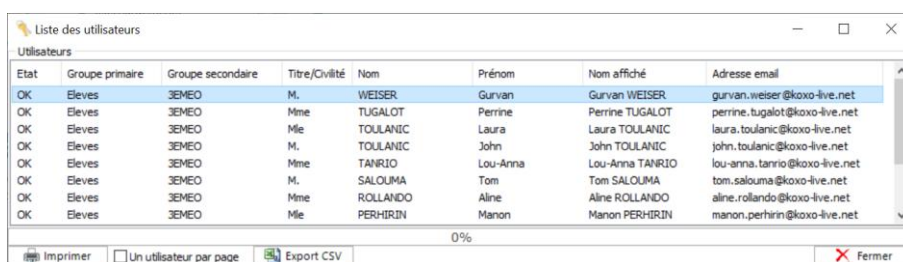 Liste des utilisateurs
Utilisateurs
Etat Groupe primaire Groupe secondaire Titre/Civilité Nom Prénom Nom affiché Adresse email
OK Eleves 3EMEO M. WEISER Gurvan Gurvan WEISER gurvan.weiser@koxo-live.net
OK Eleves 3EMEO Mme TUGALOT Perrine Perrine TUGALOT perrine.tugalot@koxo-live.net
OK Eleves 3EMEO Mle TOULANIC Laura Laura TOULANIC laura.toulanic@koxo-live.net
OK Eleves 3EMEO M. TOULANIC John John TOULANIC john.toulanic@koxo-live.net
OK Eleves 3EMEO Mme TANRIO Lou-Anna Lou-Anna TANRIO lou-anna.tanrio@koxo-live.net
OK Eleves 3EMEO M. SALOUMA Tom Tom SALOUMA tom.salouma@koxo-live.net
OK Eleves 3EMEO Mme ROLLANDO Aline Aline ROLLANDO aline.rollando@koxo-live.net
OK Eleves 3EMEO Mle PERHIRIN Manon Manon PERHIRIN manon.perhirin@koxo-live.net
0%
Imprimer Un utilisateur par page Export CSV Fermer